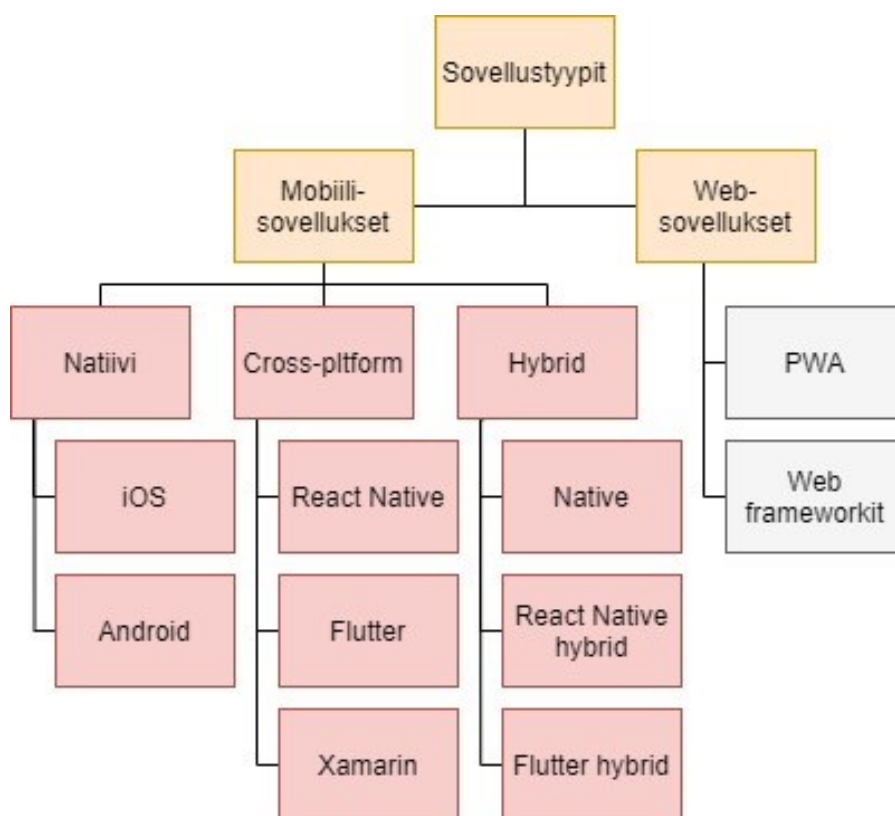 Sovellustyypit
Mobiili-
sovellukset
Web-
sovellukset
Natiivi
Cross-pltform
Hybrid
PWA
iOS
React Native
Native
Web
frameworkit
Android
Flutter
React Native
hybrid
Xamarin
Flutter hybrid